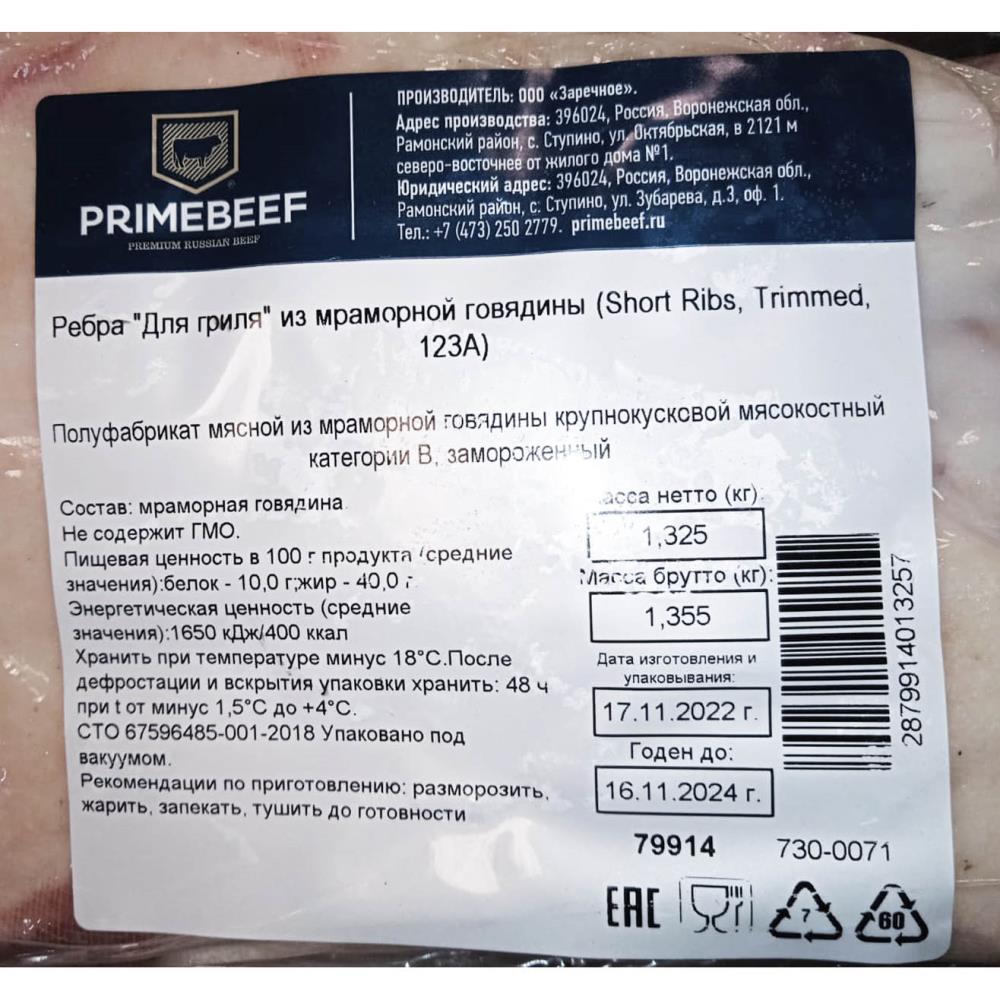 PRIMEBEEF
PREMIUM RUSSIAN BEEF
ПРОИЗВОДИТЕЛЬ: ООО «Заречное».
Адрес производства: 396024, Россия, Воронежская обл.,
Рамонский район, с. Ступино, ул. Октябрьская, в 2121 м
северо-восточнее от жилого дома №1.
Юридический адрес: 396024, Россия, Воронежская обл.,
Рамонский район, с. Ступино, ул. Зубарева, д.3, оф. 1.
Тел.: +7 (473) 250 2779. primebeef.ru
Ребра "Для гриля" из мраморной говядины (Short Ribs, Trimmed,
123A)
Полуфабрикат мясной из мраморной говядины крупнокусковой мясокостный
категории В, замороженный
Состав: мраморная говядина
Не содержит ГМО.
Пищевая ценность в 100 г продукта (средние
значения):белок - 10,0 г;жир - 40,0 г.
Энергетическая ценность (средние
значения):1650 кДж/400 ккал
Хранить при температуре минус 18°С.После
дефростации и вскрытия упаковки хранить: 48 ч
при t от минус 1,5°С до +4°С.
СТО 67596485-001-2018 Упаковано под
вакуумом.
Рекомендации по приготовлению: разморозить,
жарить, запекать, тушить до готовности
Масса нетто (кг):
1,325
Масса брутто (кг):
1,355
Дата изготовления и
упаковывания:
17.11.2022 г.
Годен до:
16.11.2024 г.
2879914013257
79914 730-0071
EAC
7
60